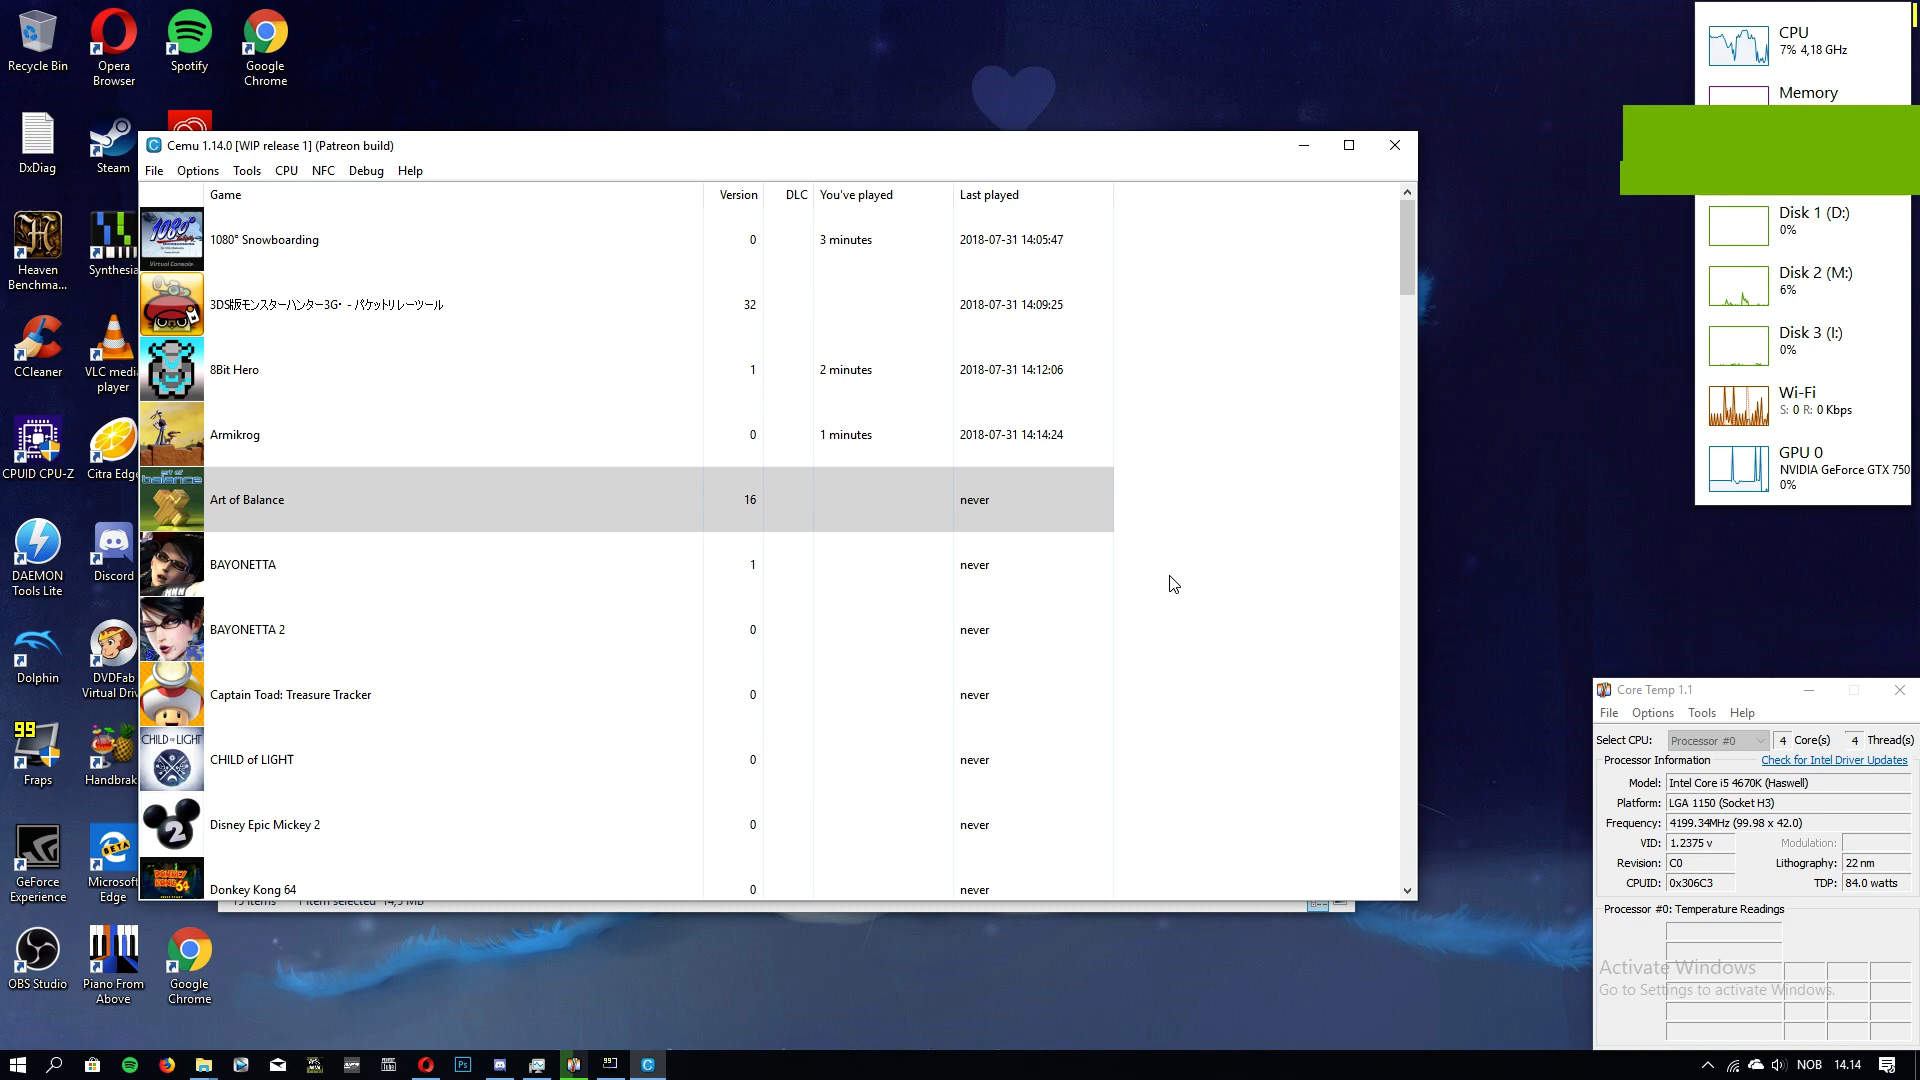 Recycle Bin
Opera Browser
Spotify
Google Chrome
DxDiag
Steam
Heaven Benchma...
Synthesia
CCleaner
VLC media player
CPUID CPU-Z
Citra Edge
DAEMON Tools Lite
Discord
Dolphin
DVDFab Virtual Driv
99
Fraps
Handbrak
GeForce Experience
BETA
Microsoft Edge
OBS Studio
Piano From Above
Google Chrome
Cemu 1.14.0 [WIP release 1] (Patreon build)
File Options Tools CPU NFC Debug Help
Game Version DLC You've played Last played
1080° Snowboarding 0 3 minutes 2018-07-31 14:05:47
3DS版モンスターハンター3G・ - パケットリレーツール 32 2018-07-31 14:09:25
8Bit Hero 1 2 minutes 2018-07-31 14:12:06
Armikrog 0 1 minutes 2018-07-31 14:14:24
Art of Balance 16 never
BAYONETTA 1 never
BAYONETTA 2 0 never
Captain Toad: Treasure Tracker 0 never
CHILD of LIGHT
CHILD of LIGHT 0 never
Disney Epic Mickey 2 0 never
Donkey Kong 64 0 never
1 item selected 14,5 MB
CPU
7% 4,18 GHz
Memory
Disk 1 (D:)
0%
Disk 2 (M:)
6%
Disk 3 (I:)
0%
Wi-Fi
S: 0 R: 0 Kbps
GPU 0
NVIDIA GeForce GTX 750
0%
Core Temp 1.1
File Options Tools Help
Select CPU: Processor #0 4 Core(s) 4 Thread(s)
Processor Information Check for Intel Driver Updates
Model: Intel Core i5 4670K (Haswell)
Platform: LGA 1150 (Socket H3)
Frequency: 4199.34MHz (99.98 x 42.0)
VID: 1.2375 v Modulation:
Revision: C0 Lithography: 22 nm
CPUID: 0x306C3 TDP: 84.0 watts
Processor #0: Temperature Readings
Activate Windows
Go to Settings to activate Windows.
NOB 14.14